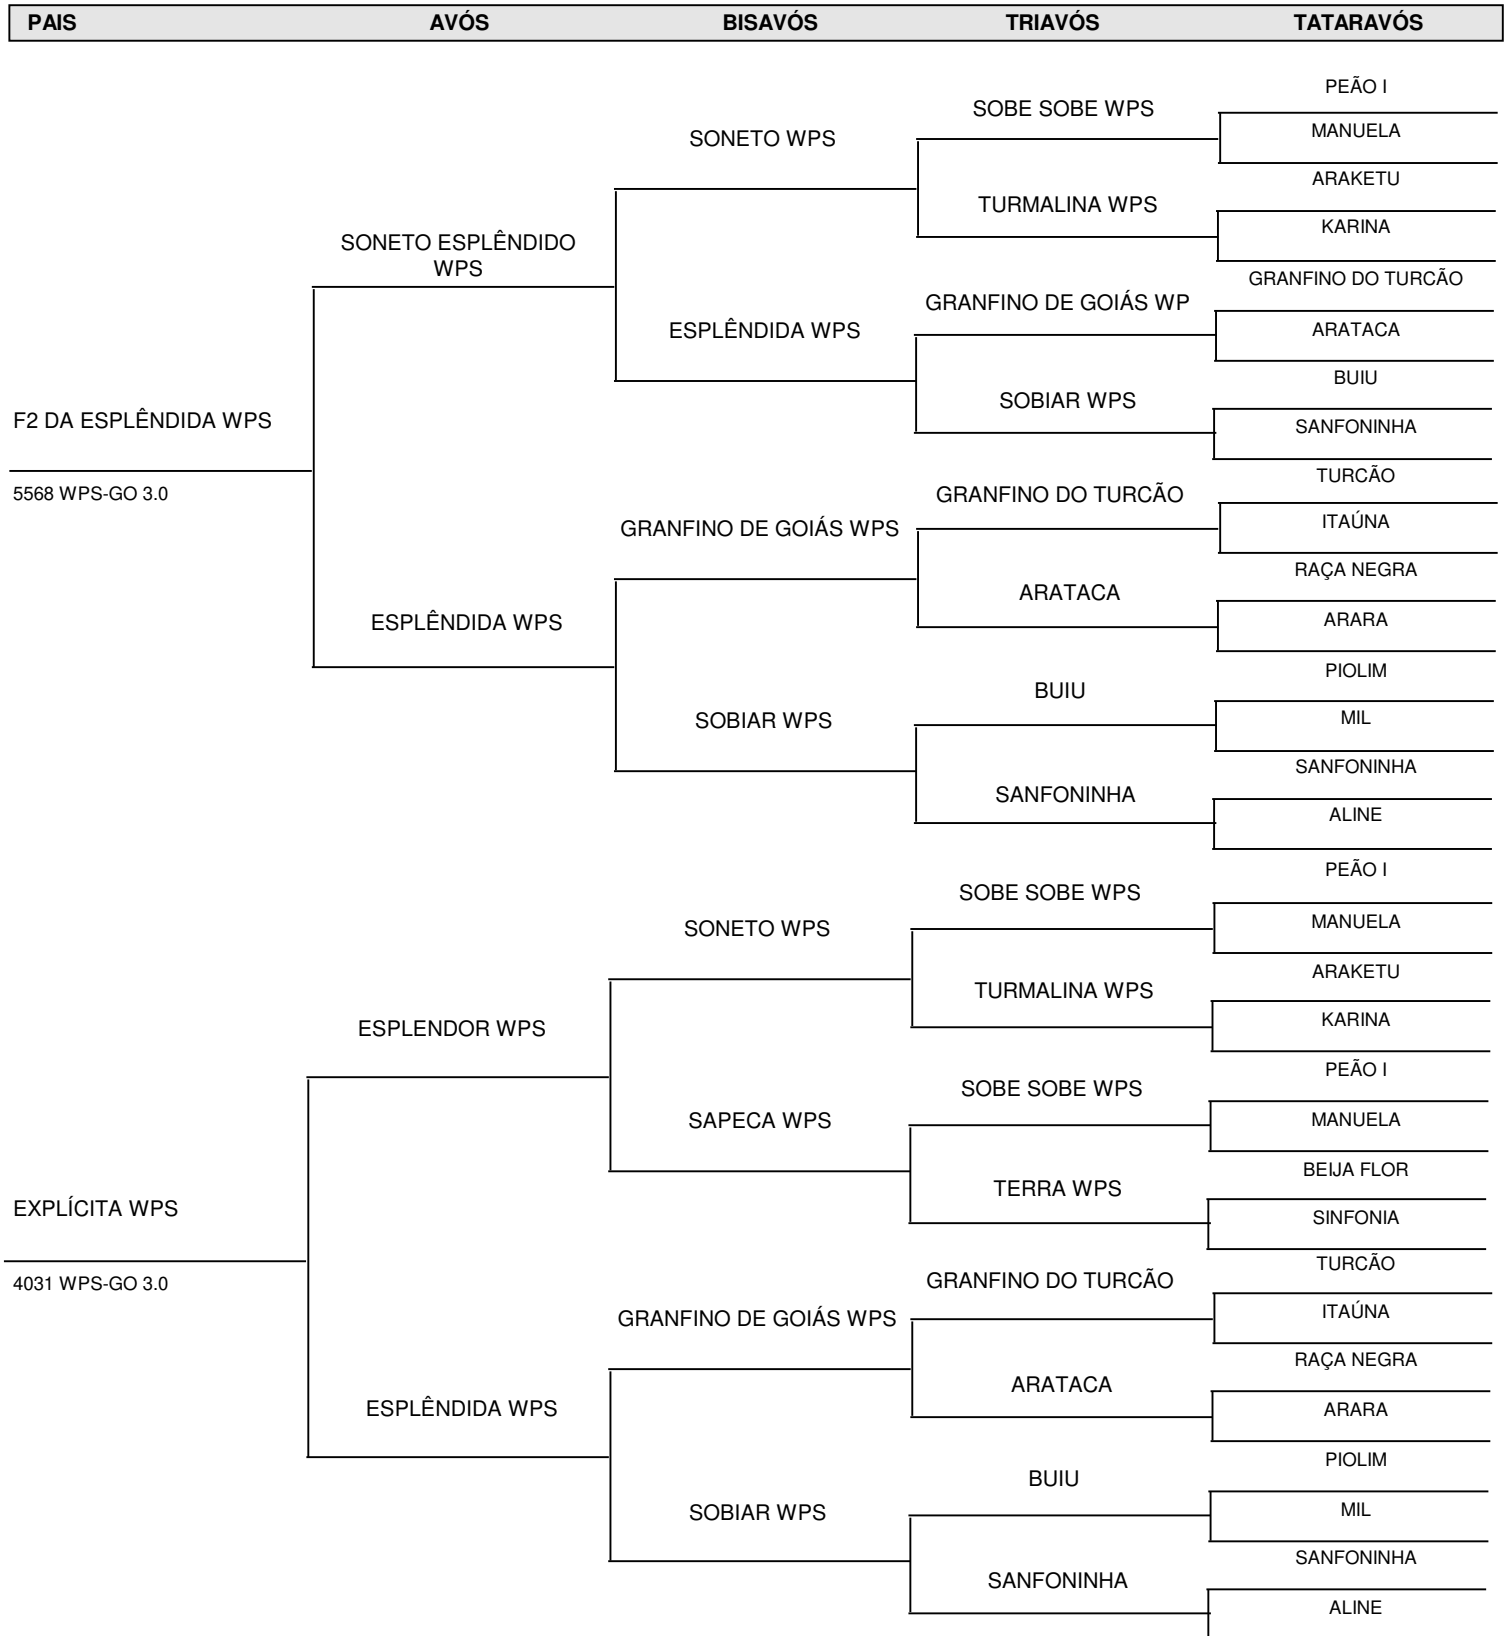 PAIS AVÓS BISAVÓS TRIAVÓS TATARAVÓS
PEÃO I
SOBE SOBE WPS
MANUELA
SONETO WPS
ARAKETU
TURMALINA WPS
KARINA
SONETO ESPLÊNDIDO
WPS
GRANFINO DO TURCÃO
GRANFINO DE GOIÁS WP
ARATACA
ESPLÊNDIDA WPS
BUIU
SOBIAR WPS
SANFONINHA
F2 DA ESPLÊNDIDA WPS
5568 WPS-GO 3.0
TURCÃO
GRANFINO DO TURCÃO
ITAÚNA
GRANFINO DE GOIÁS WPS
RAÇA NEGRA
ARATACA
ARARA
ESPLÊNDIDA WPS
PIOLIM
BUIU
MIL
SOBIAR WPS
SANFONINHA
SANFONINHA
ALINE
PEÃO I
SOBE SOBE WPS
MANUELA
SONETO WPS
ARAKETU
TURMALINA WPS
KARINA
ESPLENDOR WPS
PEÃO I
SOBE SOBE WPS
MANUELA
SAPECA WPS
BEIJA FLOR
TERRA WPS
SINFONIA
EXPLÍCITA WPS
4031 WPS-GO 3.0
TURCÃO
GRANFINO DO TURCÃO
ITAÚNA
GRANFINO DE GOIÁS WPS
RAÇA NEGRA
ARATACA
ARARA
ESPLÊNDIDA WPS
PIOLIM
BUIU
MIL
SOBIAR WPS
SANFONINHA
SANFONINHA
ALINE